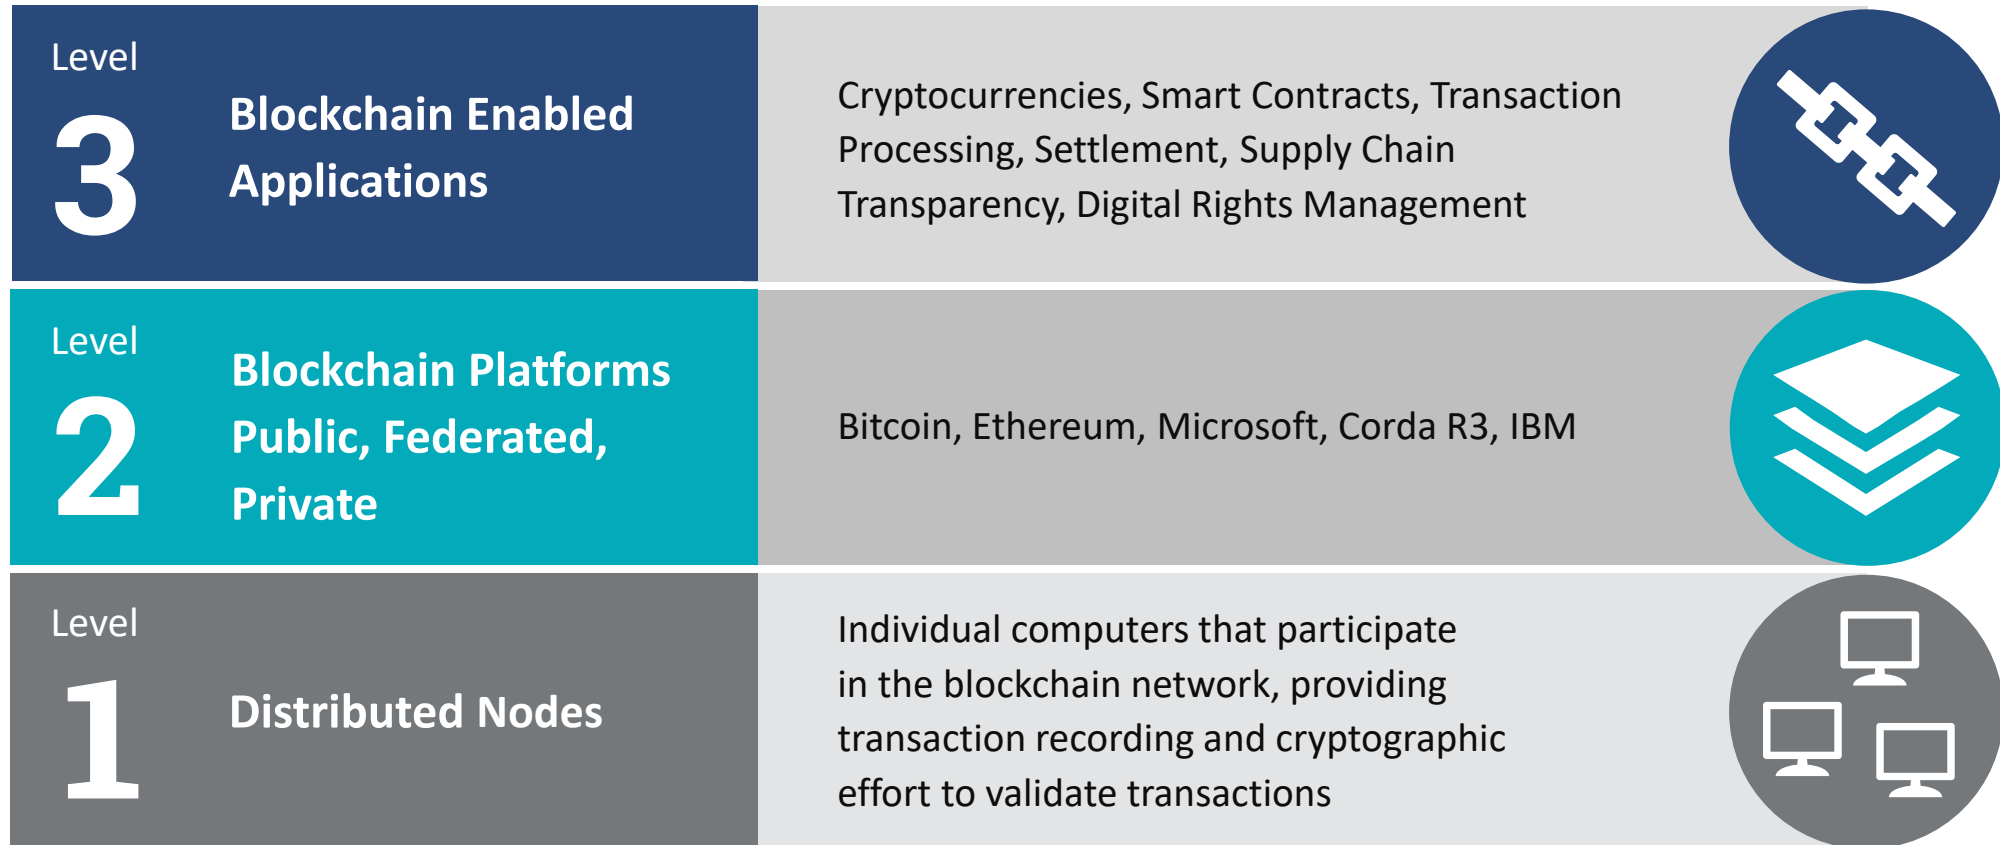 Level
3
Blockchain Enabled
Applications
Cryptocurrencies, Smart Contracts, Transaction
Processing, Settlement, Supply Chain
Transparency, Digital Rights Management
Level
2
Blockchain Platforms
Public, Federated,
Private
Bitcoin, Ethereum, Microsoft, Corda R3, IBM
Level
1
Distributed Nodes
Individual computers that participate
in the blockchain network, providing
transaction recording and cryptographic
effort to validate transactions